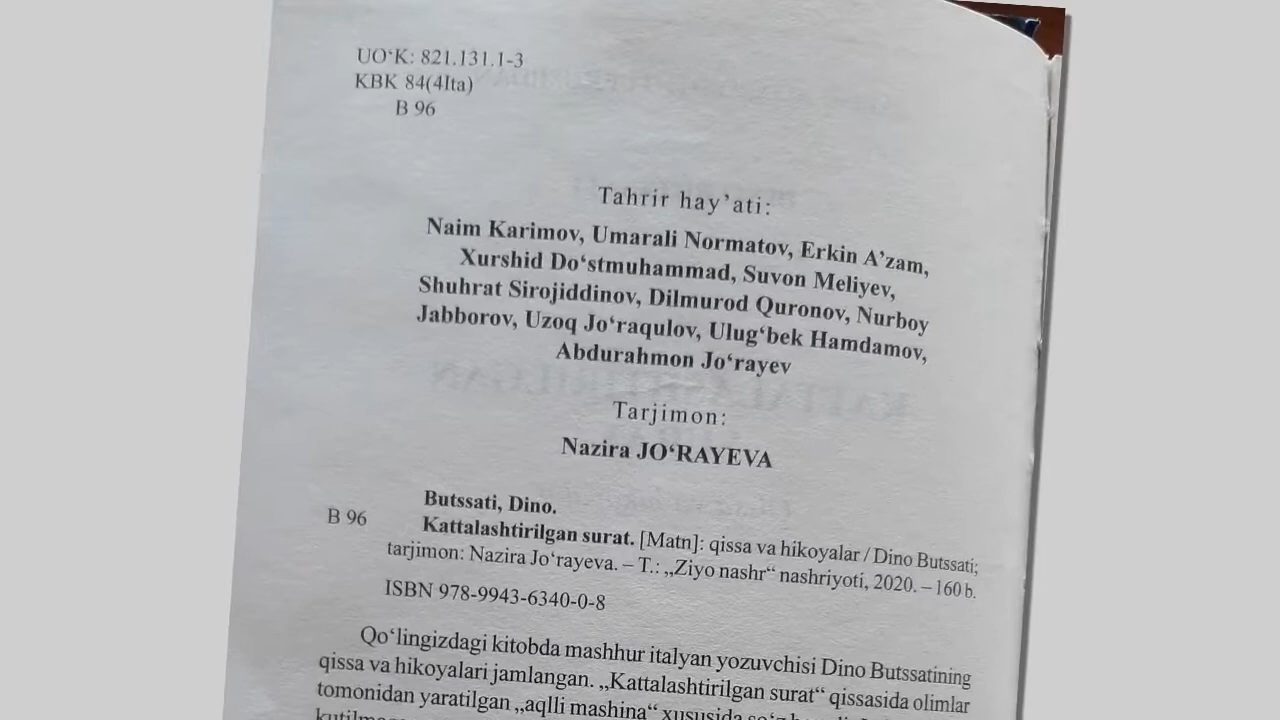 UO‘K: 821.131.1-3
KBK 84(4Ita)
B 96
Tahrir hay’ati:
Naim Karimov, Umarali Normatov, Erkin A’zam,
Xurshid Do‘stmuhammad, Suvon Meliyev,
Shuhrat Sirojiddinov, Dilmurod Quronov, Nurboy
Jabborov, Uzoq Jo‘raqulov, Ulug‘bek Hamdamov,
Abdurahmon Jo‘rayev
Tarjimon:
Nazira JO‘RAYEVA
Butssati, Dino.
B 96 Kattalashtirilgan surat. [Matn]: qissa va hikoyalar / Dino Butssati;
tarjimon: Nazira Jo‘rayeva. – T.: „Ziyo nashr“ nashriyoti, 2020. – 160 b.
ISBN 978-9943-6340-0-8
Qo‘lingizdagi kitobda mashhur italyan yozuvchisi Dino Butssatining
qissa va hikoyalari jamlangan. „Kattalashtirilgan surat“ qissasida olimlar
tomonidan yaratilgan „aqlli mashina“ xususida so‘z